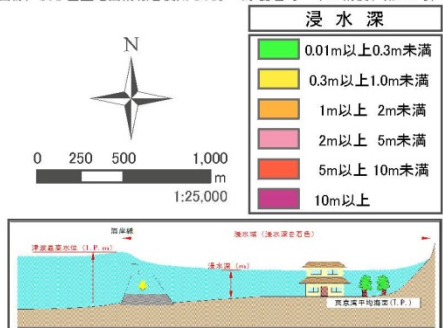 浸水深
N
0.01m以上0.3m未満
0.3m以上1.0m未満
1m以上 2m未満
2m以上 5m未満
5m以上 10m未満
10m以上
0 250 500 1,000
m
1:25,000
海岸線
浸水域（浸水深を着色）
津波最高水位（T.P.m）
浸水深（m）
東京湾平均海面（T.P.）